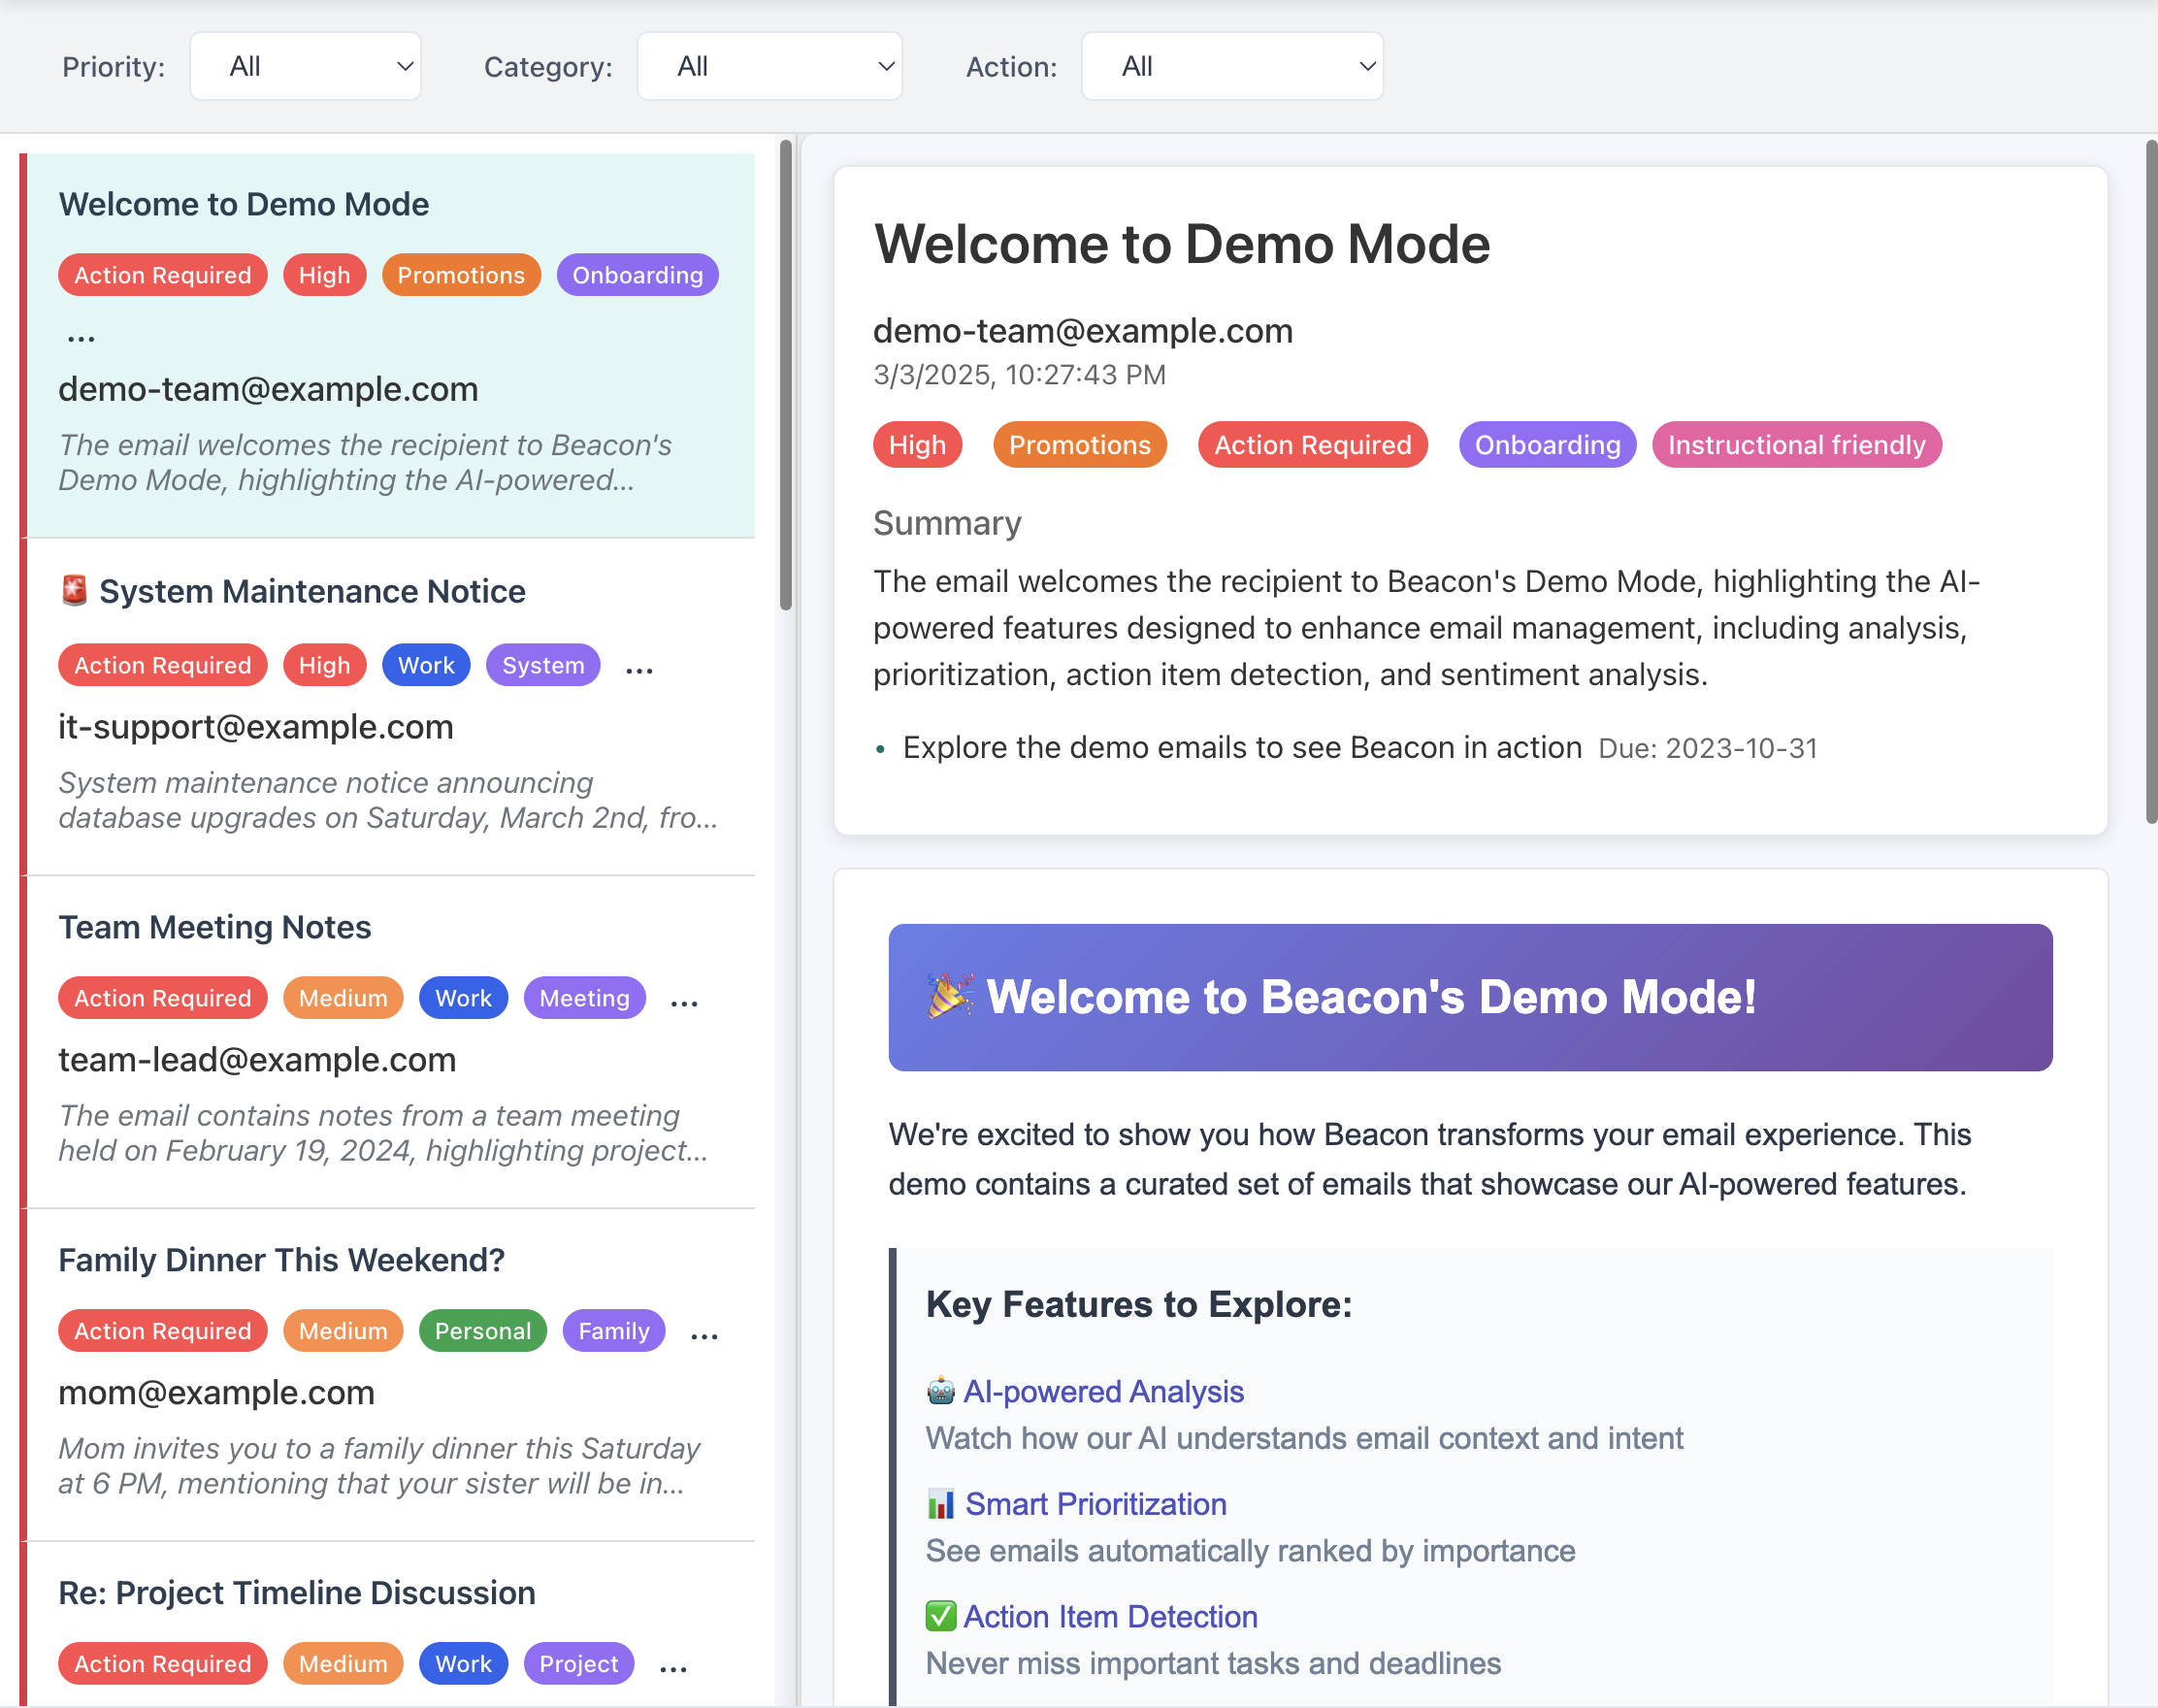 Priority: All Category: All Action: All
Welcome to Demo Mode
Action Required High Promotions Onboarding
...
demo-team@example.com
The email welcomes the recipient to Beacon's
Demo Mode, highlighting the AI-powered...
🚨 System Maintenance Notice
Action Required High Work System ...
it-support@example.com
System maintenance notice announcing
database upgrades on Saturday, March 2nd, fro...
Team Meeting Notes
Action Required Medium Work Meeting ...
team-lead@example.com
The email contains notes from a team meeting
held on February 19, 2024, highlighting project...
Family Dinner This Weekend?
Action Required Medium Personal Family ...
mom@example.com
Mom invites you to a family dinner this Saturday
at 6 PM, mentioning that your sister will be in...
Re: Project Timeline Discussion
Action Required Medium Work Project ...
Welcome to Demo Mode
demo-team@example.com
3/3/2025, 10:27:43 PM
High Promotions Action Required Onboarding Instructional friendly
Summary
The email welcomes the recipient to Beacon's Demo Mode, highlighting the AI-
powered features designed to enhance email management, including analysis,
prioritization, action item detection, and sentiment analysis.
• Explore the demo emails to see Beacon in action Due: 2023-10-31
🎉 Welcome to Beacon's Demo Mode!
We're excited to show you how Beacon transforms your email experience. This
demo contains a curated set of emails that showcase our AI-powered features.
Key Features to Explore:
🤖 AI-powered Analysis
Watch how our AI understands email context and intent
📊 Smart Prioritization
See emails automatically ranked by importance
✅ Action Item Detection
Never miss important tasks and deadlines